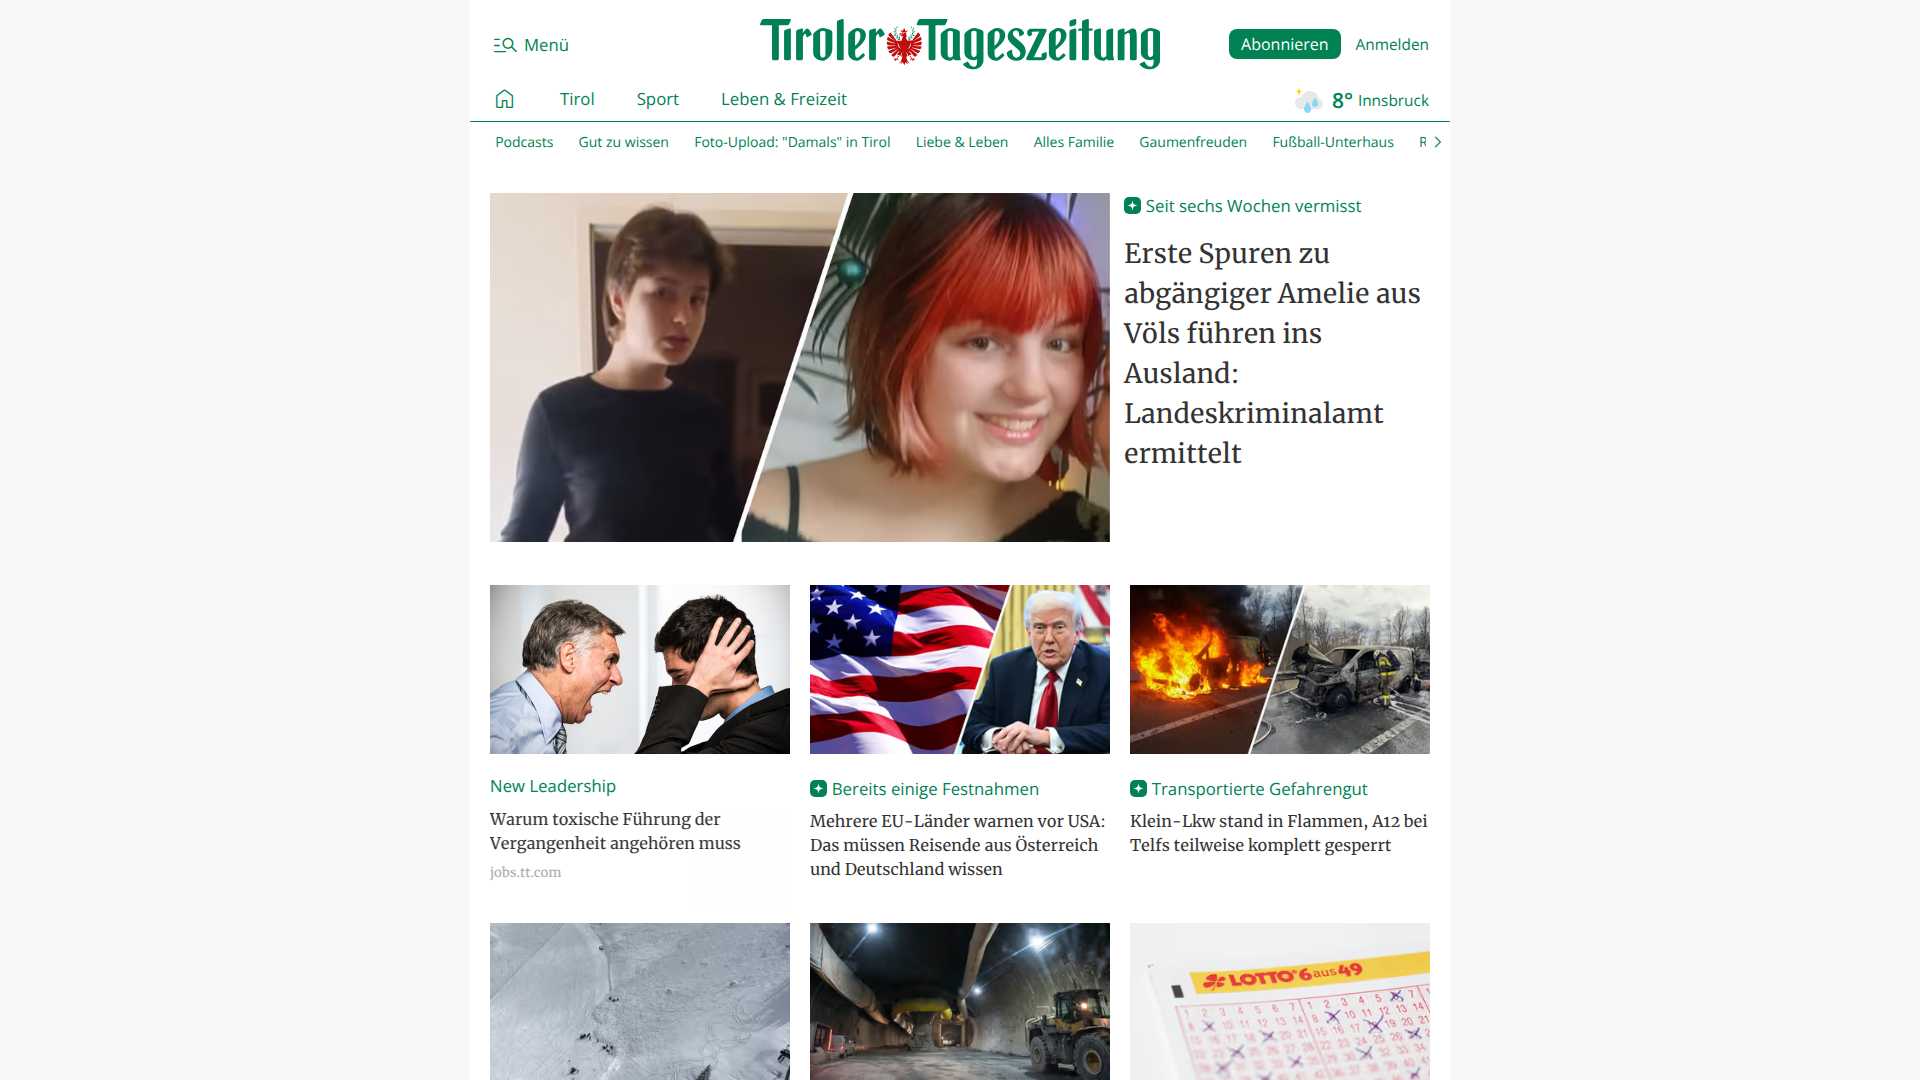 Menü
Tiroler Tageszeitung
Abonnieren
Anmelden
Tirol
Sport
Leben & Freizeit
8° Innsbruck
Podcasts
Gut zu wissen
Foto-Upload: "Damals" in Tirol
Liebe & Leben
Alles Familie
Gaumenfreuden
Fußball-Unterhaus
Seit sechs Wochen vermisst
Erste Spuren zu
abgängiger Amelie aus
Völs führen ins
Ausland:
Landeskriminalamt
ermittelt
New Leadership
Warum toxische Führung der
Vergangenheit angehören muss
jobs.tt.com
Bereits einige Festnahmen
Mehrere EU-Länder warnen vor USA:
Das müssen Reisende aus Österreich
und Deutschland wissen
Transportierte Gefahrengut
Klein-Lkw stand in Flammen, A12 bei
Telfs teilweise komplett gesperrt
LOTTO 6aus49